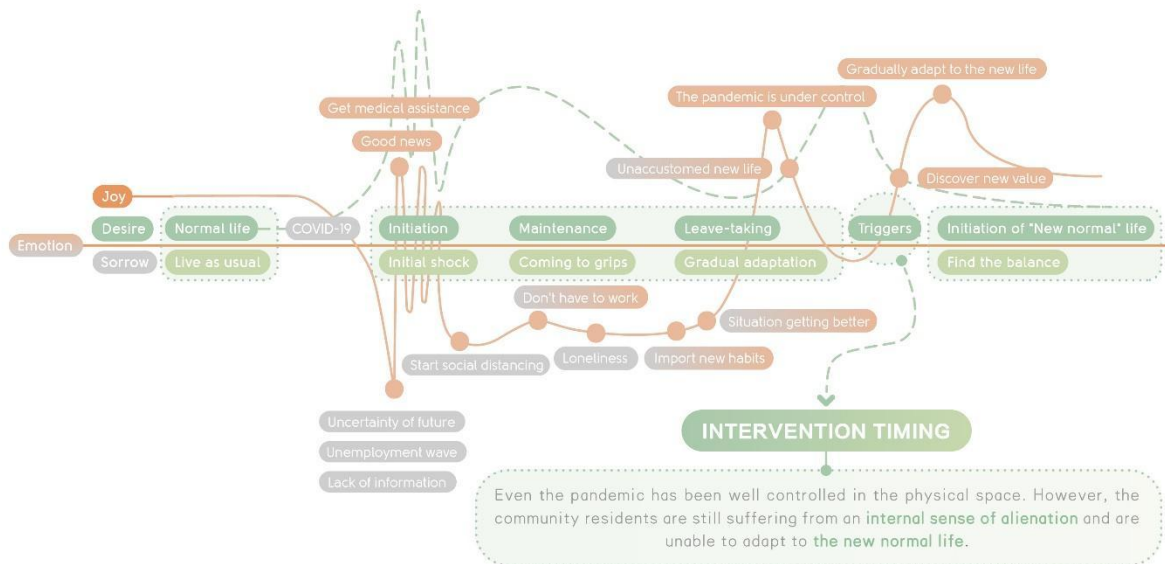 Gradually adapt to the new life
Get medical assistance
The pandemic is under control
Good news
Unaccustomed new life
Discover new value
Joy
Desire
Normal life
COVID-19
Initiation
Maintenance
Leave-taking
Triggers
Initiation of "New normal" life
Emotion
Sorrow
Live as usual
Initial shock
Coming to grips
Gradual adaptation
Find the balance
Don't have to work
Situation getting better
Start social distancing
Loneliness
Import new habits
Uncertainty of future
Unemployment wave
Lack of information
INTERVENTION TIMING
Even the pandemic has been well controlled in the physical space. However, the
community residents are still suffering from an internal sense of alienation and are
unable to adapt to the new normal life.